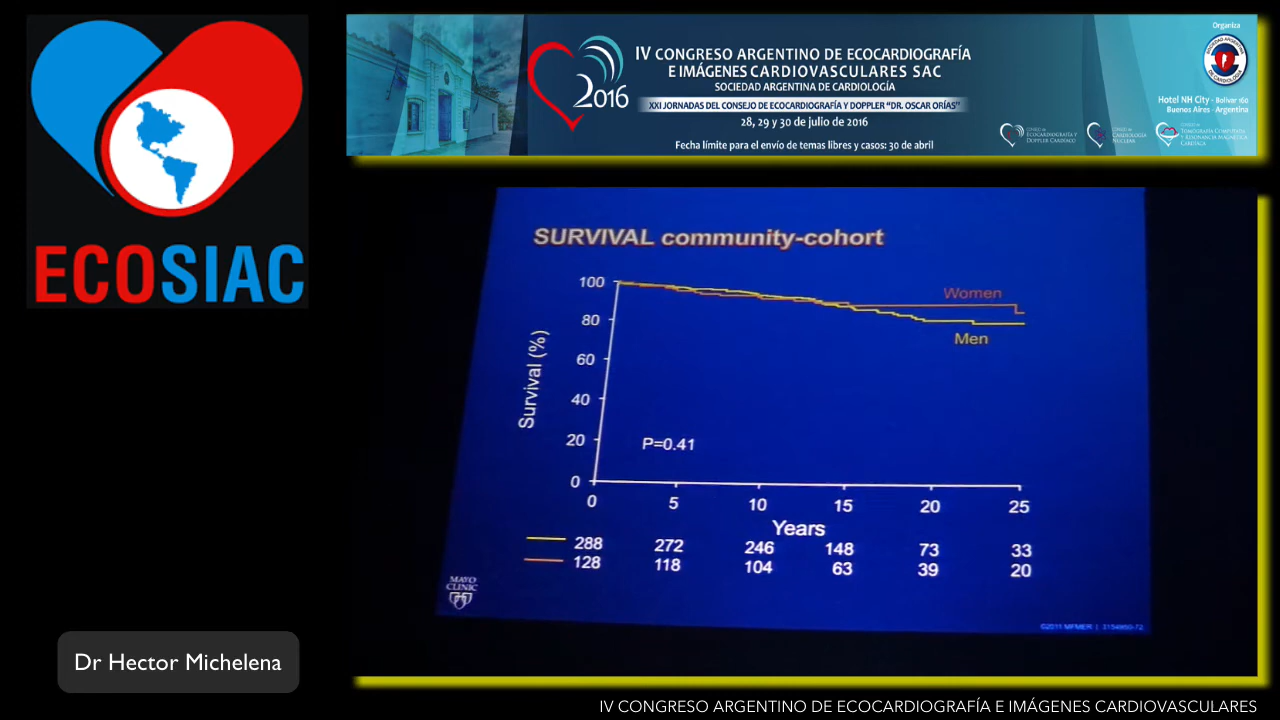 ECOSIAC
Organiza
IV CONGRESO ARGENTINO DE ECOCARDIOGRAFÍA
E IMÁGENES CARDIOVASCULARES SAC
SOCIEDAD ARGENTINA DE CARDIOLOGÍA
2016
XXI JORNADAS DEL CONSEJO DE ECOCARDIOGRAFÍA Y DOPPLER "DR. OSCAR ORÍAS"
28, 29 y 30 de julio de 2016
Fecha límite para el envío de temas libres y casos: 30 de abril
Hotel NH City - Bolivar 160
Buenos Aires - Argentina
SURVIVAL community-cohort
Survival (%)
100
80
60
40
20
0
Women
Men
P=0.41
0 5 10 15 20 25
Years
288 272 246 148 73 33
128 118 104 63 39 20
MAYO
CLINIC
Dr Hector Michelena
IV CONGRESO ARGENTINO DE ECOCARDIOGRAFÍA E IMÁGENES CARDIOVASCULARES